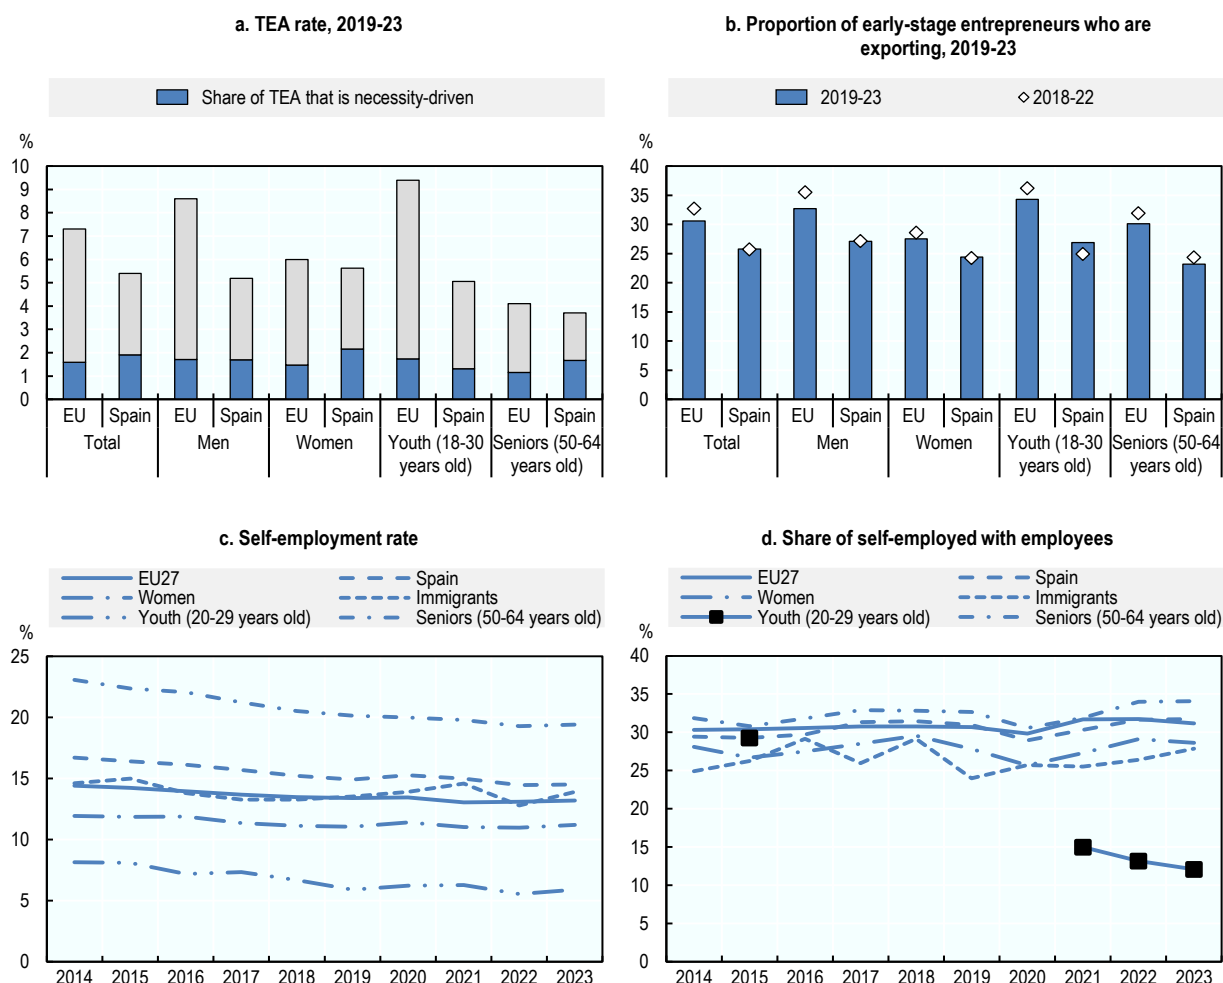 a. TEA rate, 2019-23
Share of TEA that is necessity-driven
%
10
9
8
7
6
5
4
3
2
1
0
EU Spain EU Spain EU Spain EU Spain EU Spain
Total Men Women Youth (18-30 Seniors (50-64
years old) years old)
b. Proportion of early-stage entrepreneurs who are
exporting, 2019-23
2019-23 2018-22
%
40
35
30
25
20
15
10
5
0
EU Spain EU Spain EU Spain EU Spain EU Spain
Total Men Women Youth (18-30 Seniors (50-64
years old) years old)
c. Self-employment rate
EU27 Spain
Women Immigrants
Youth (20-29 years old) Seniors (50-64 years old)
%
25
20
15
10
5
0
2014 2015 2016 2017 2018 2019 2020 2021 2022 2023
d. Share of self-employed with employees
EU27 Spain
Women Immigrants
Youth (20-29 years old) Seniors (50-64 years old)
%
40
35
30
25
20
15
10
5
0
2014 2015 2016 2017 2018 2019 2020 2021 2022 2023